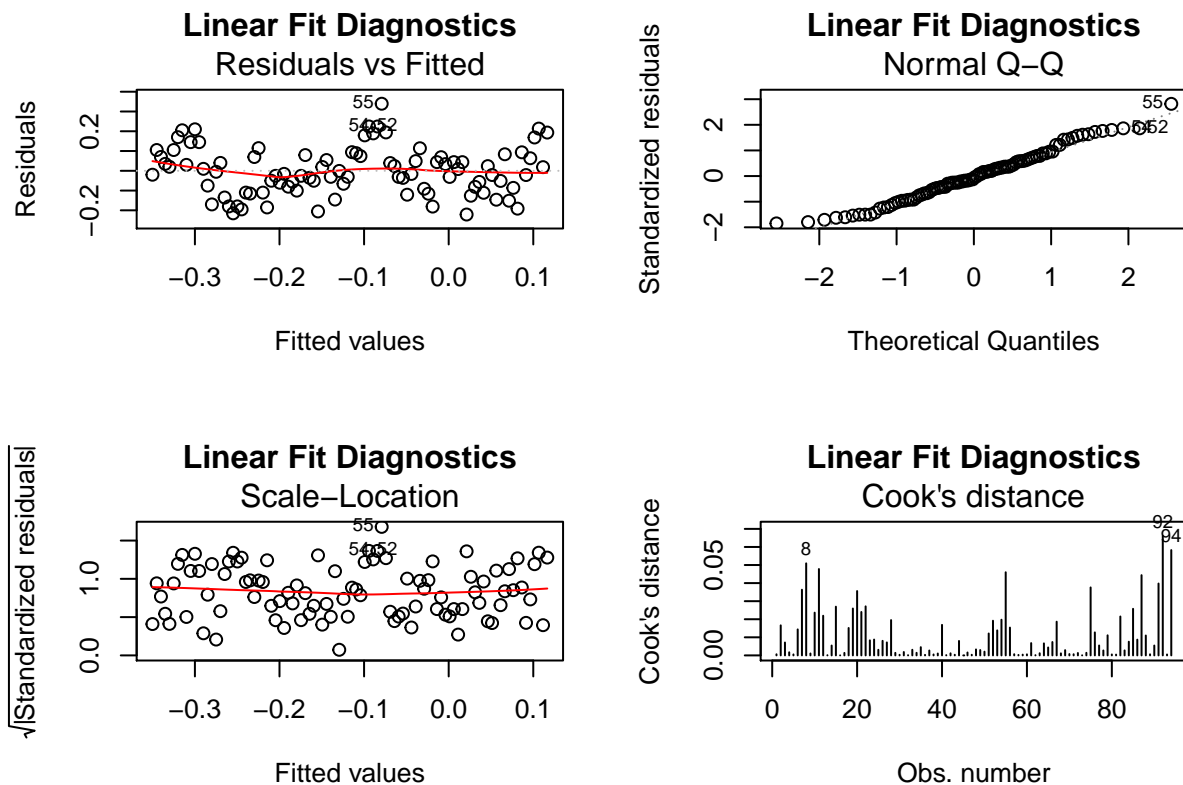 Linear Fit Diagnostics
Residuals vs Fitted
Residuals
0.2
−0.2
55
54 52
−0.3 −0.2 −0.1 0.0 0.1
Fitted values
Linear Fit Diagnostics
Normal Q−Q
Standardized residuals
2
0
−2
55
54
52
−2 −1 0 1 2
Theoretical Quantiles
Linear Fit Diagnostics
Scale−Location
√|Standardized residuals|
1.0
0.0
55
54 52
−0.3 −0.2 −0.1 0.0 0.1
Fitted values
Linear Fit Diagnostics
Cook's distance
Cook's distance
0.05
0.00
8
92
94
0 20 40 60 80
Obs. number